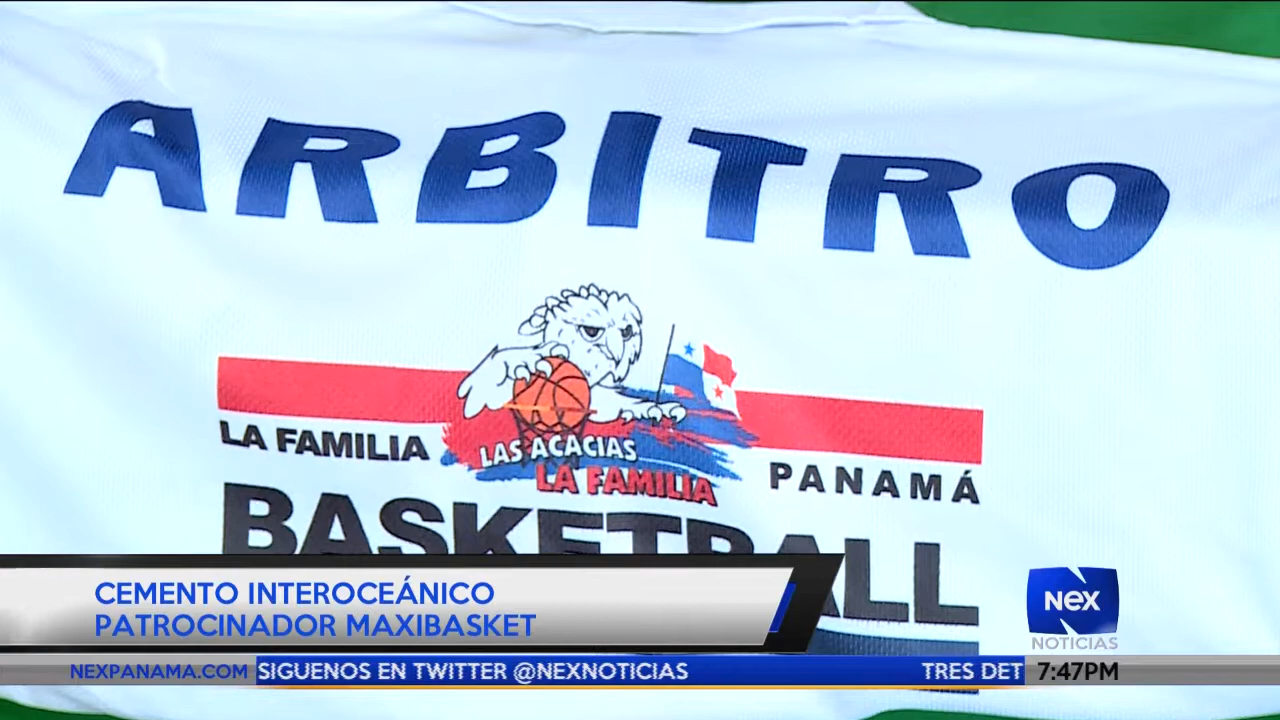 ARBITRO
LA FAMILIA
LAS ACACIAS
LA FAMILIA
PANAMÁ
BASKETBALL
CEMENTO INTEROCEÁNICO
PATROCINADOR MAXIBASKET
NEX
NOTICIAS
NEXPANAMA.COM SIGUENOS EN TWITTER @NEXNOTICIAS TRES DET 7:47PM